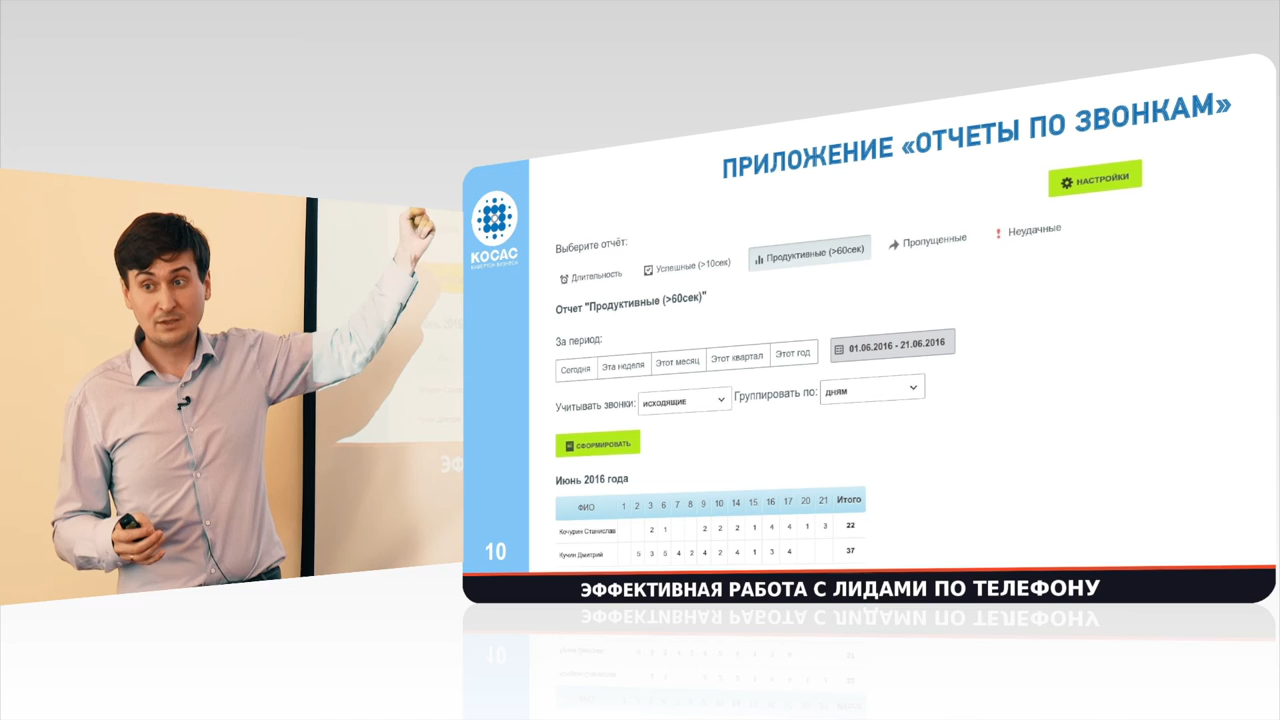 ПРИЛОЖЕНИЕ «ОТЧЕТЫ ПО ЗВОНКАМ»
НАСТРОЙКИ
КОСАС
Выберите отчёт:
Длительность Успешные (>10сек) Продуктивные (>60сек) Пропущенные Неудачные
Отчет "Продуктивные (>60сек)"
За период:
Сегодня Эта неделя Этот месяц Этот квартал Этот год 01.06.2016 - 21.06.2016
Учитывать звонки: ИСХОДЯЩИЕ Группировать по: ДНЯМ
СФОРМИРОВАТЬ
Июнь 2016 года
ФИО 1 2 3 6 7 8 9 10 14 15 16 17 20 21 Итого
Кочурин Станислав 2 1 2 2 2 1 4 4 1 3 22
Кучин Дмитрий 5 3 5 4 2 4 2 4 1 3 4 37
10
ЭФФЕКТИВНАЯ РАБОТА С ЛИДАМИ ПО ТЕЛЕФОНУ